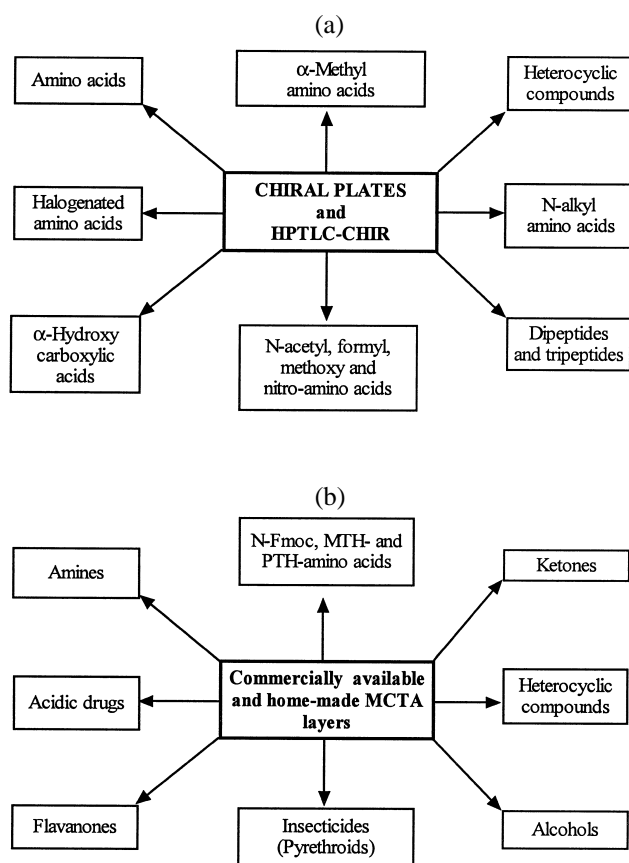 (a)
Amino acids
α-Methyl
amino acids
Heterocyclic
compounds
Halogenated
amino acids
CHIRAL PLATES
and
HPTLC-CHIR
N-alkyl
amino acids
α-Hydroxy
carboxylic
acids
N-acetyl, formyl,
methoxy and
nitro-amino acids
Dipeptides
and tripeptides
(b)
Amines
N-Fmoc, MTH- and
PTH-amino acids
Ketones
Acidic drugs
Commercially available
and home-made MCTA
layers
Heterocyclic
compounds
Flavanones
Insecticides
(Pyrethroids)
Alcohols